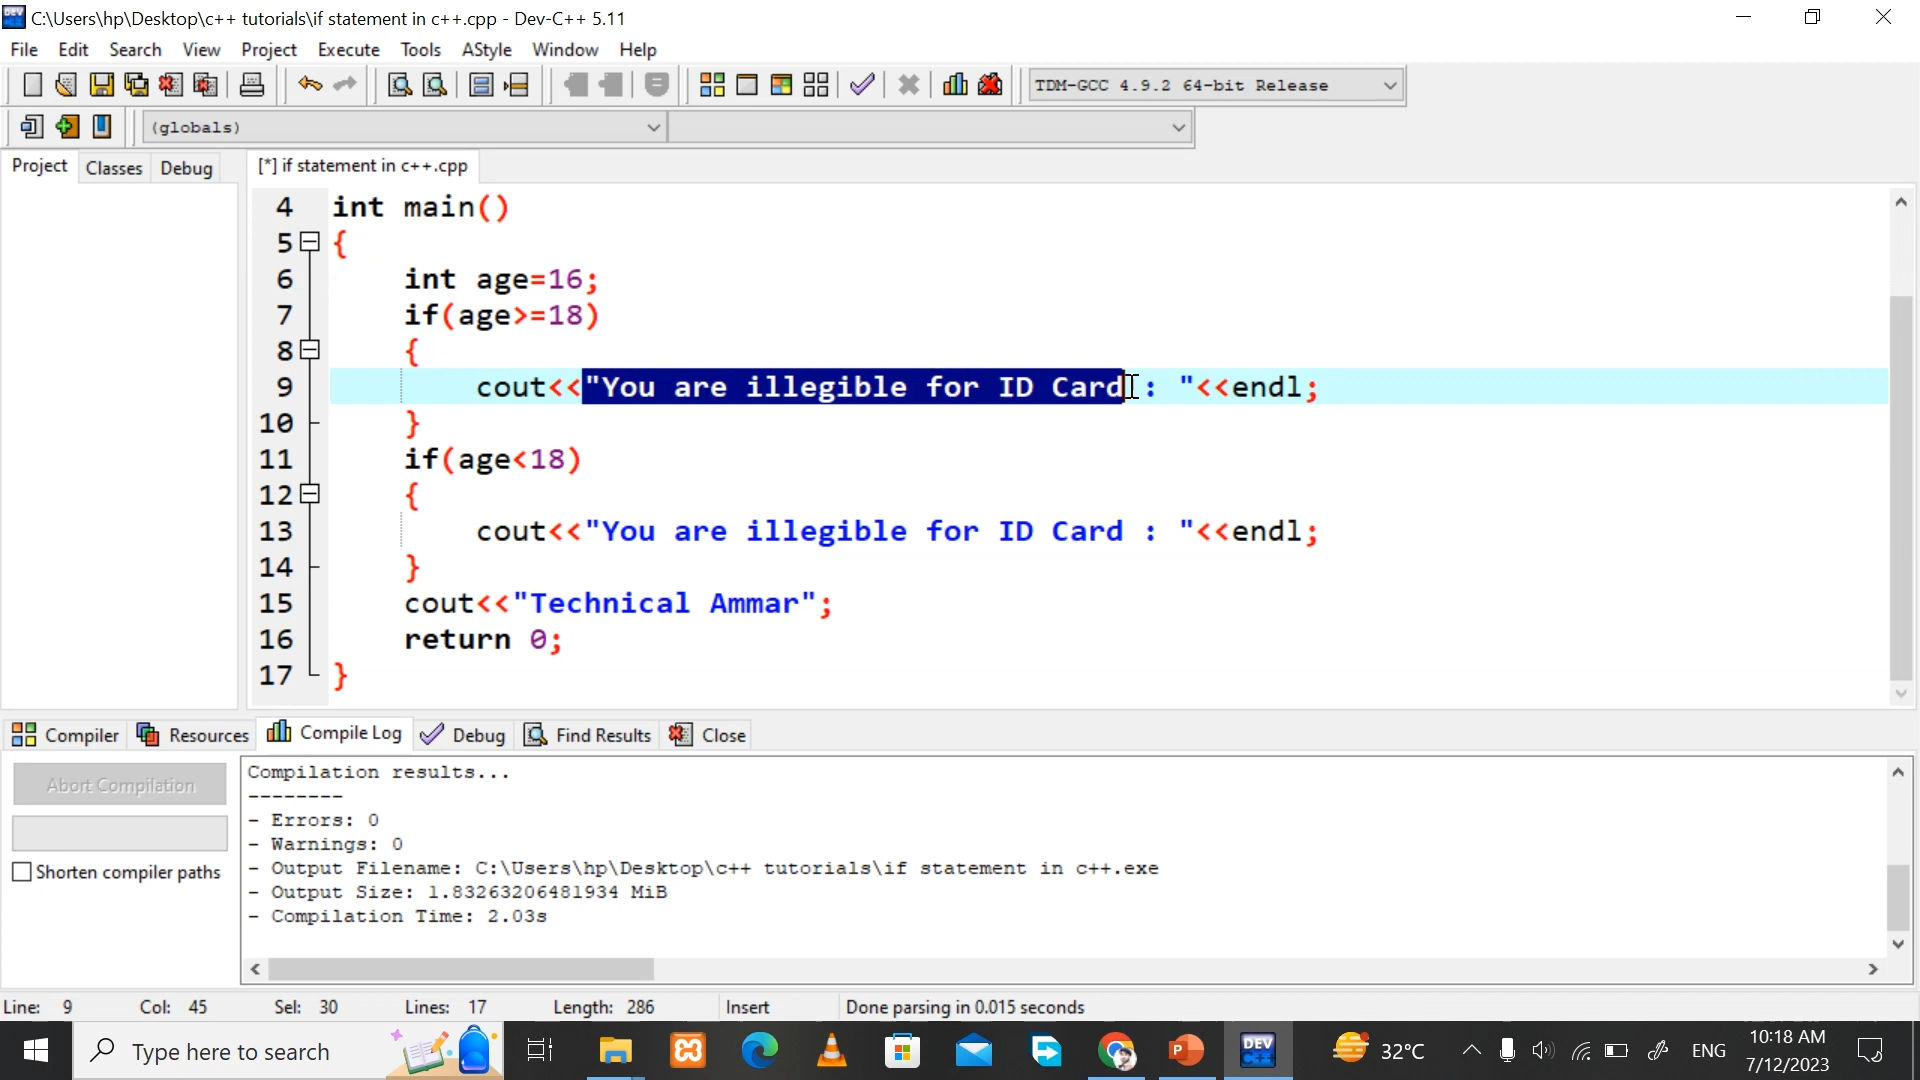 C:\Users\hp\Desktop\c++ tutorials\if statement in c++.cpp - Dev-C++ 5.11
File Edit Search View Project Execute Tools AStyle Window Help
TDM-GCC 4.9.2 64-bit Release
(globals)
Project Classes Debug [*] if statement in c++.cpp
4 int main()
5 {
6 int age=16;
7 if(age>=18)
8 {
9 cout<<"You are illegible for ID Card : "<<endl;
10 }
11 if(age<18)
12 {
13 cout<<"You are illegible for ID Card : "<<endl;
14 }
15 cout<<"Technical Ammar";
16 return 0;
17 }
Compiler Resources Compile Log Debug Find Results Close
Abort Compilation
Shorten compiler paths
Compilation results...
--------
- Errors: 0
- Warnings: 0
- Output Filename: C:\Users\hp\Desktop\c++ tutorials\if statement in c++.exe
- Output Size: 1.83263206481934 MiB
- Compilation Time: 2.03s
Line: 9 Col: 45 Sel: 30 Lines: 17 Length: 286 Insert Done parsing in 0.015 seconds
Type here to search
DEV C++
32°C
ENG
10:18 AM
7/12/2023